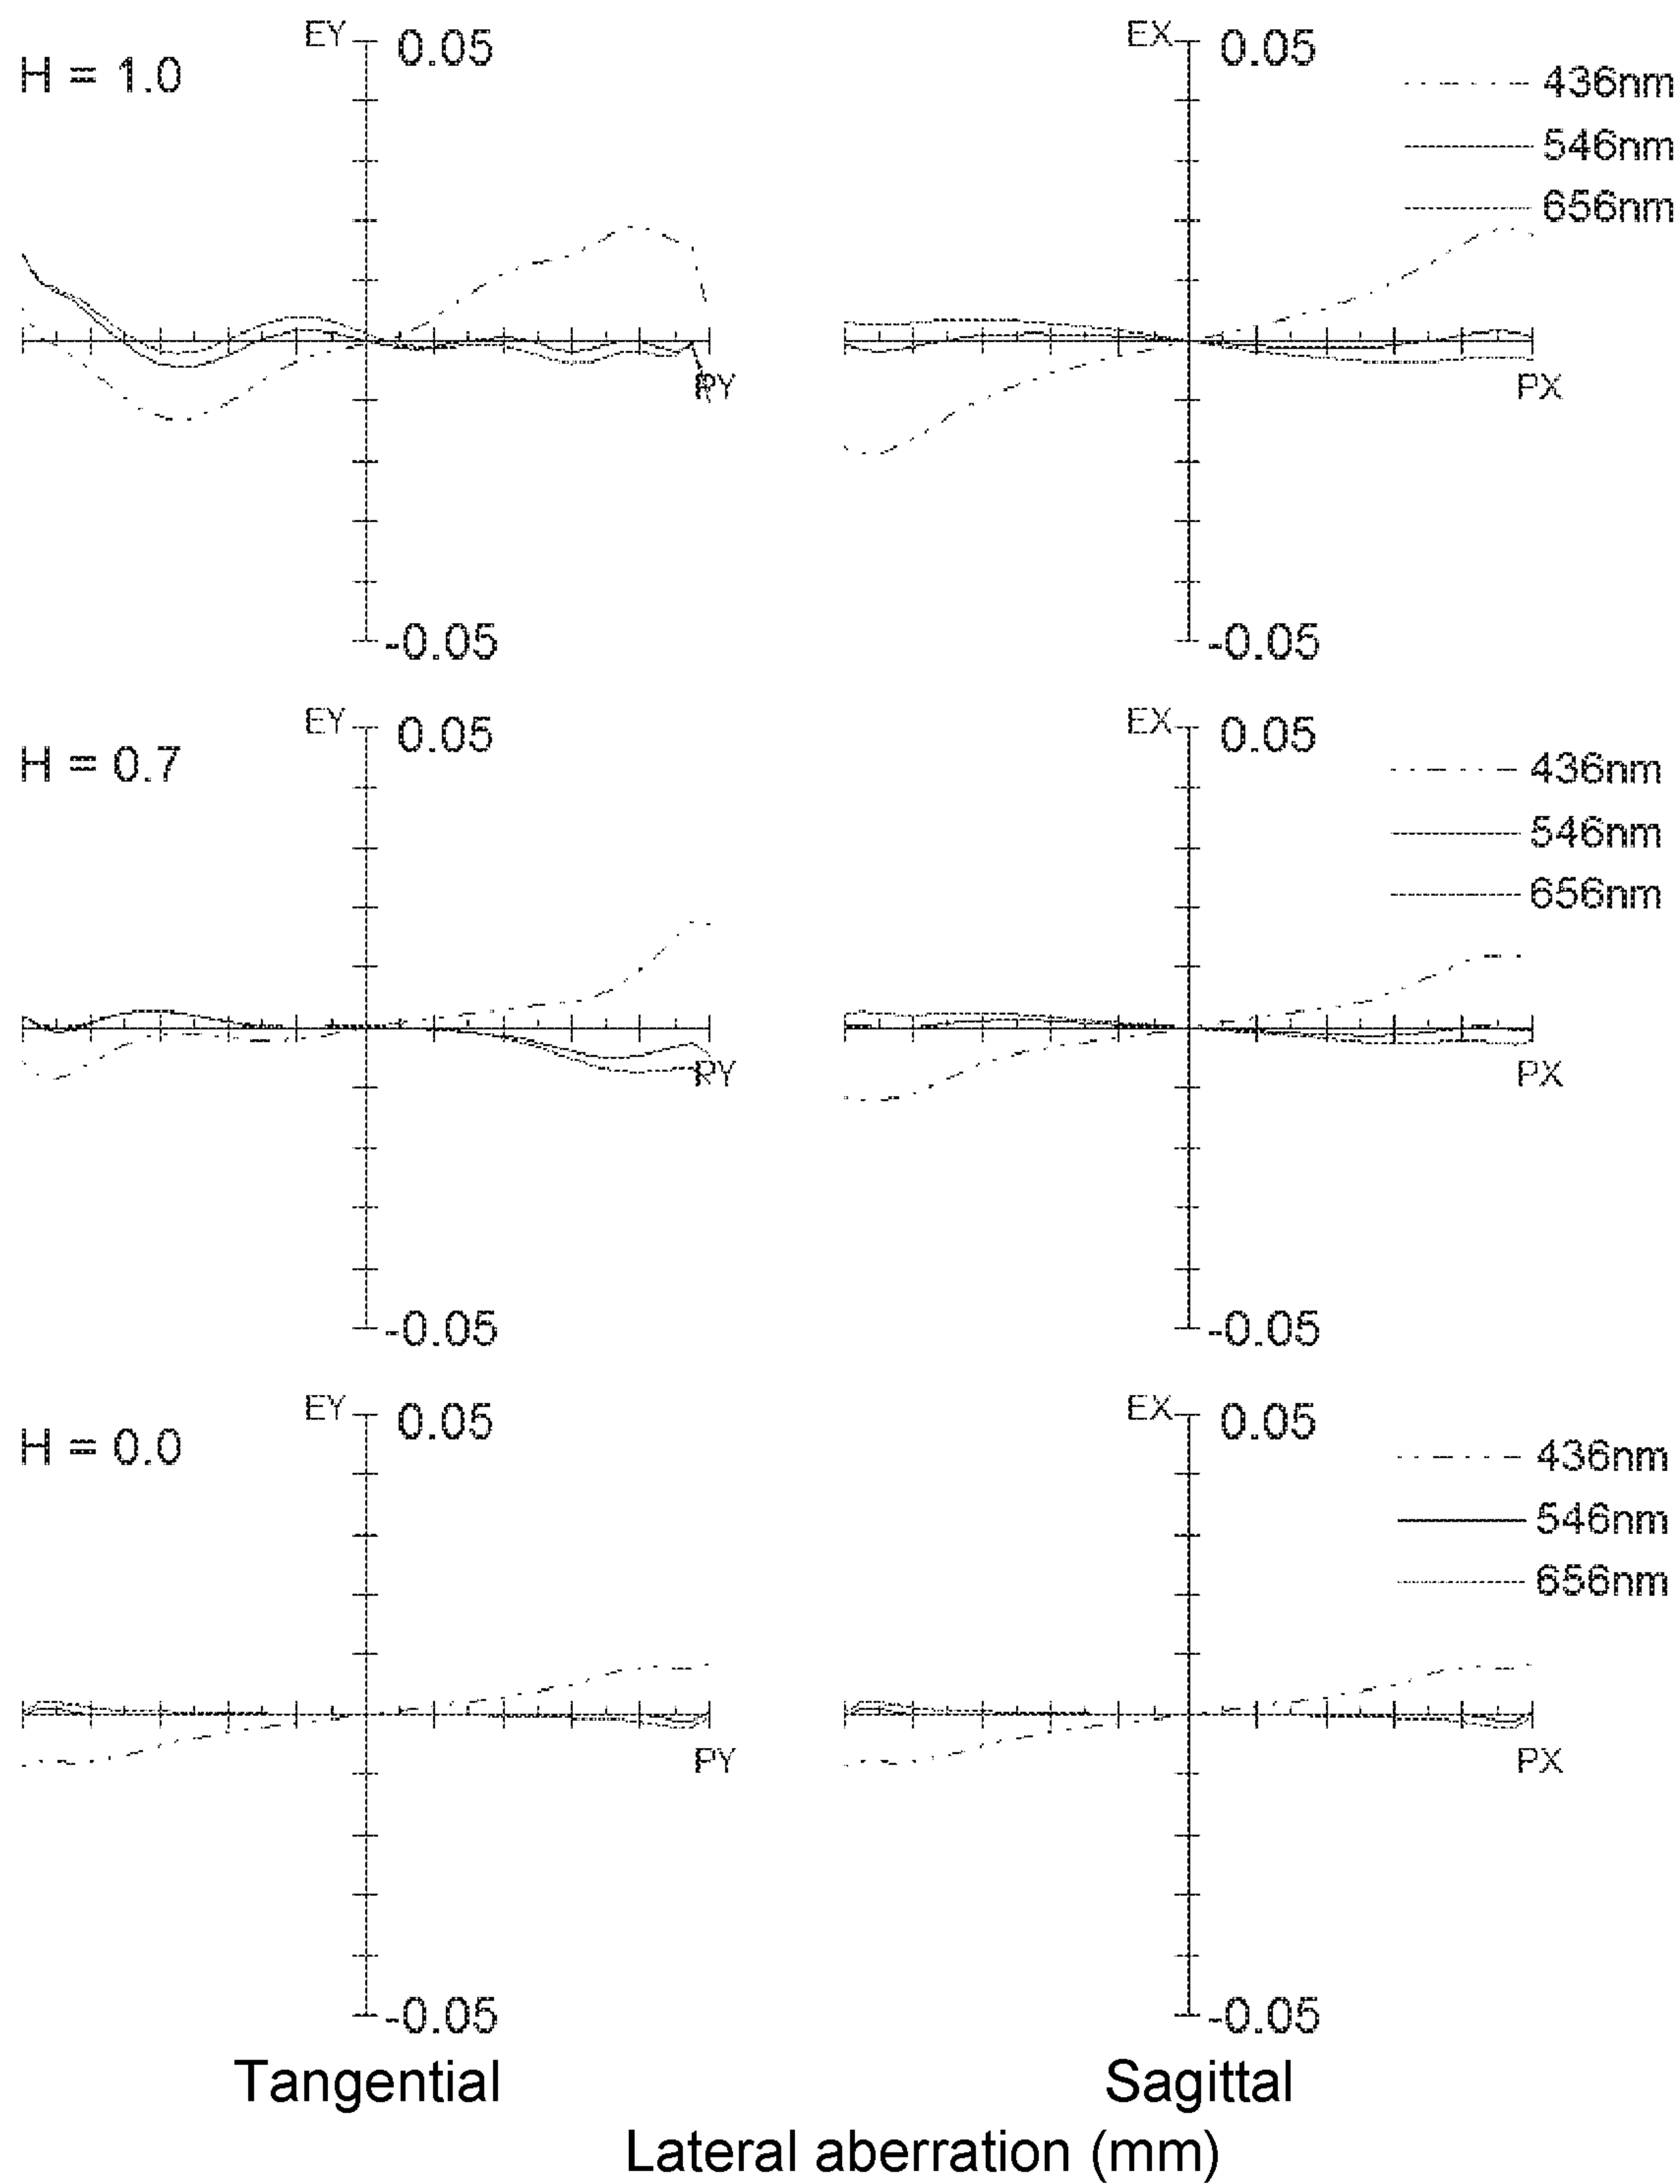 EY 0.05 EX 0.05
H = 1.0
436nm
546nm
656nm
PY PX
-0.05 -0.05
EY 0.05 EX 0.05
H = 0.7
436nm
546nm
656nm
PY PX
-0.05 -0.05
EY 0.05 EX 0.05
H = 0.0
436nm
546nm
656nm
PY PX
-0.05 -0.05
Tangential Sagittal
Lateral aberration (mm)